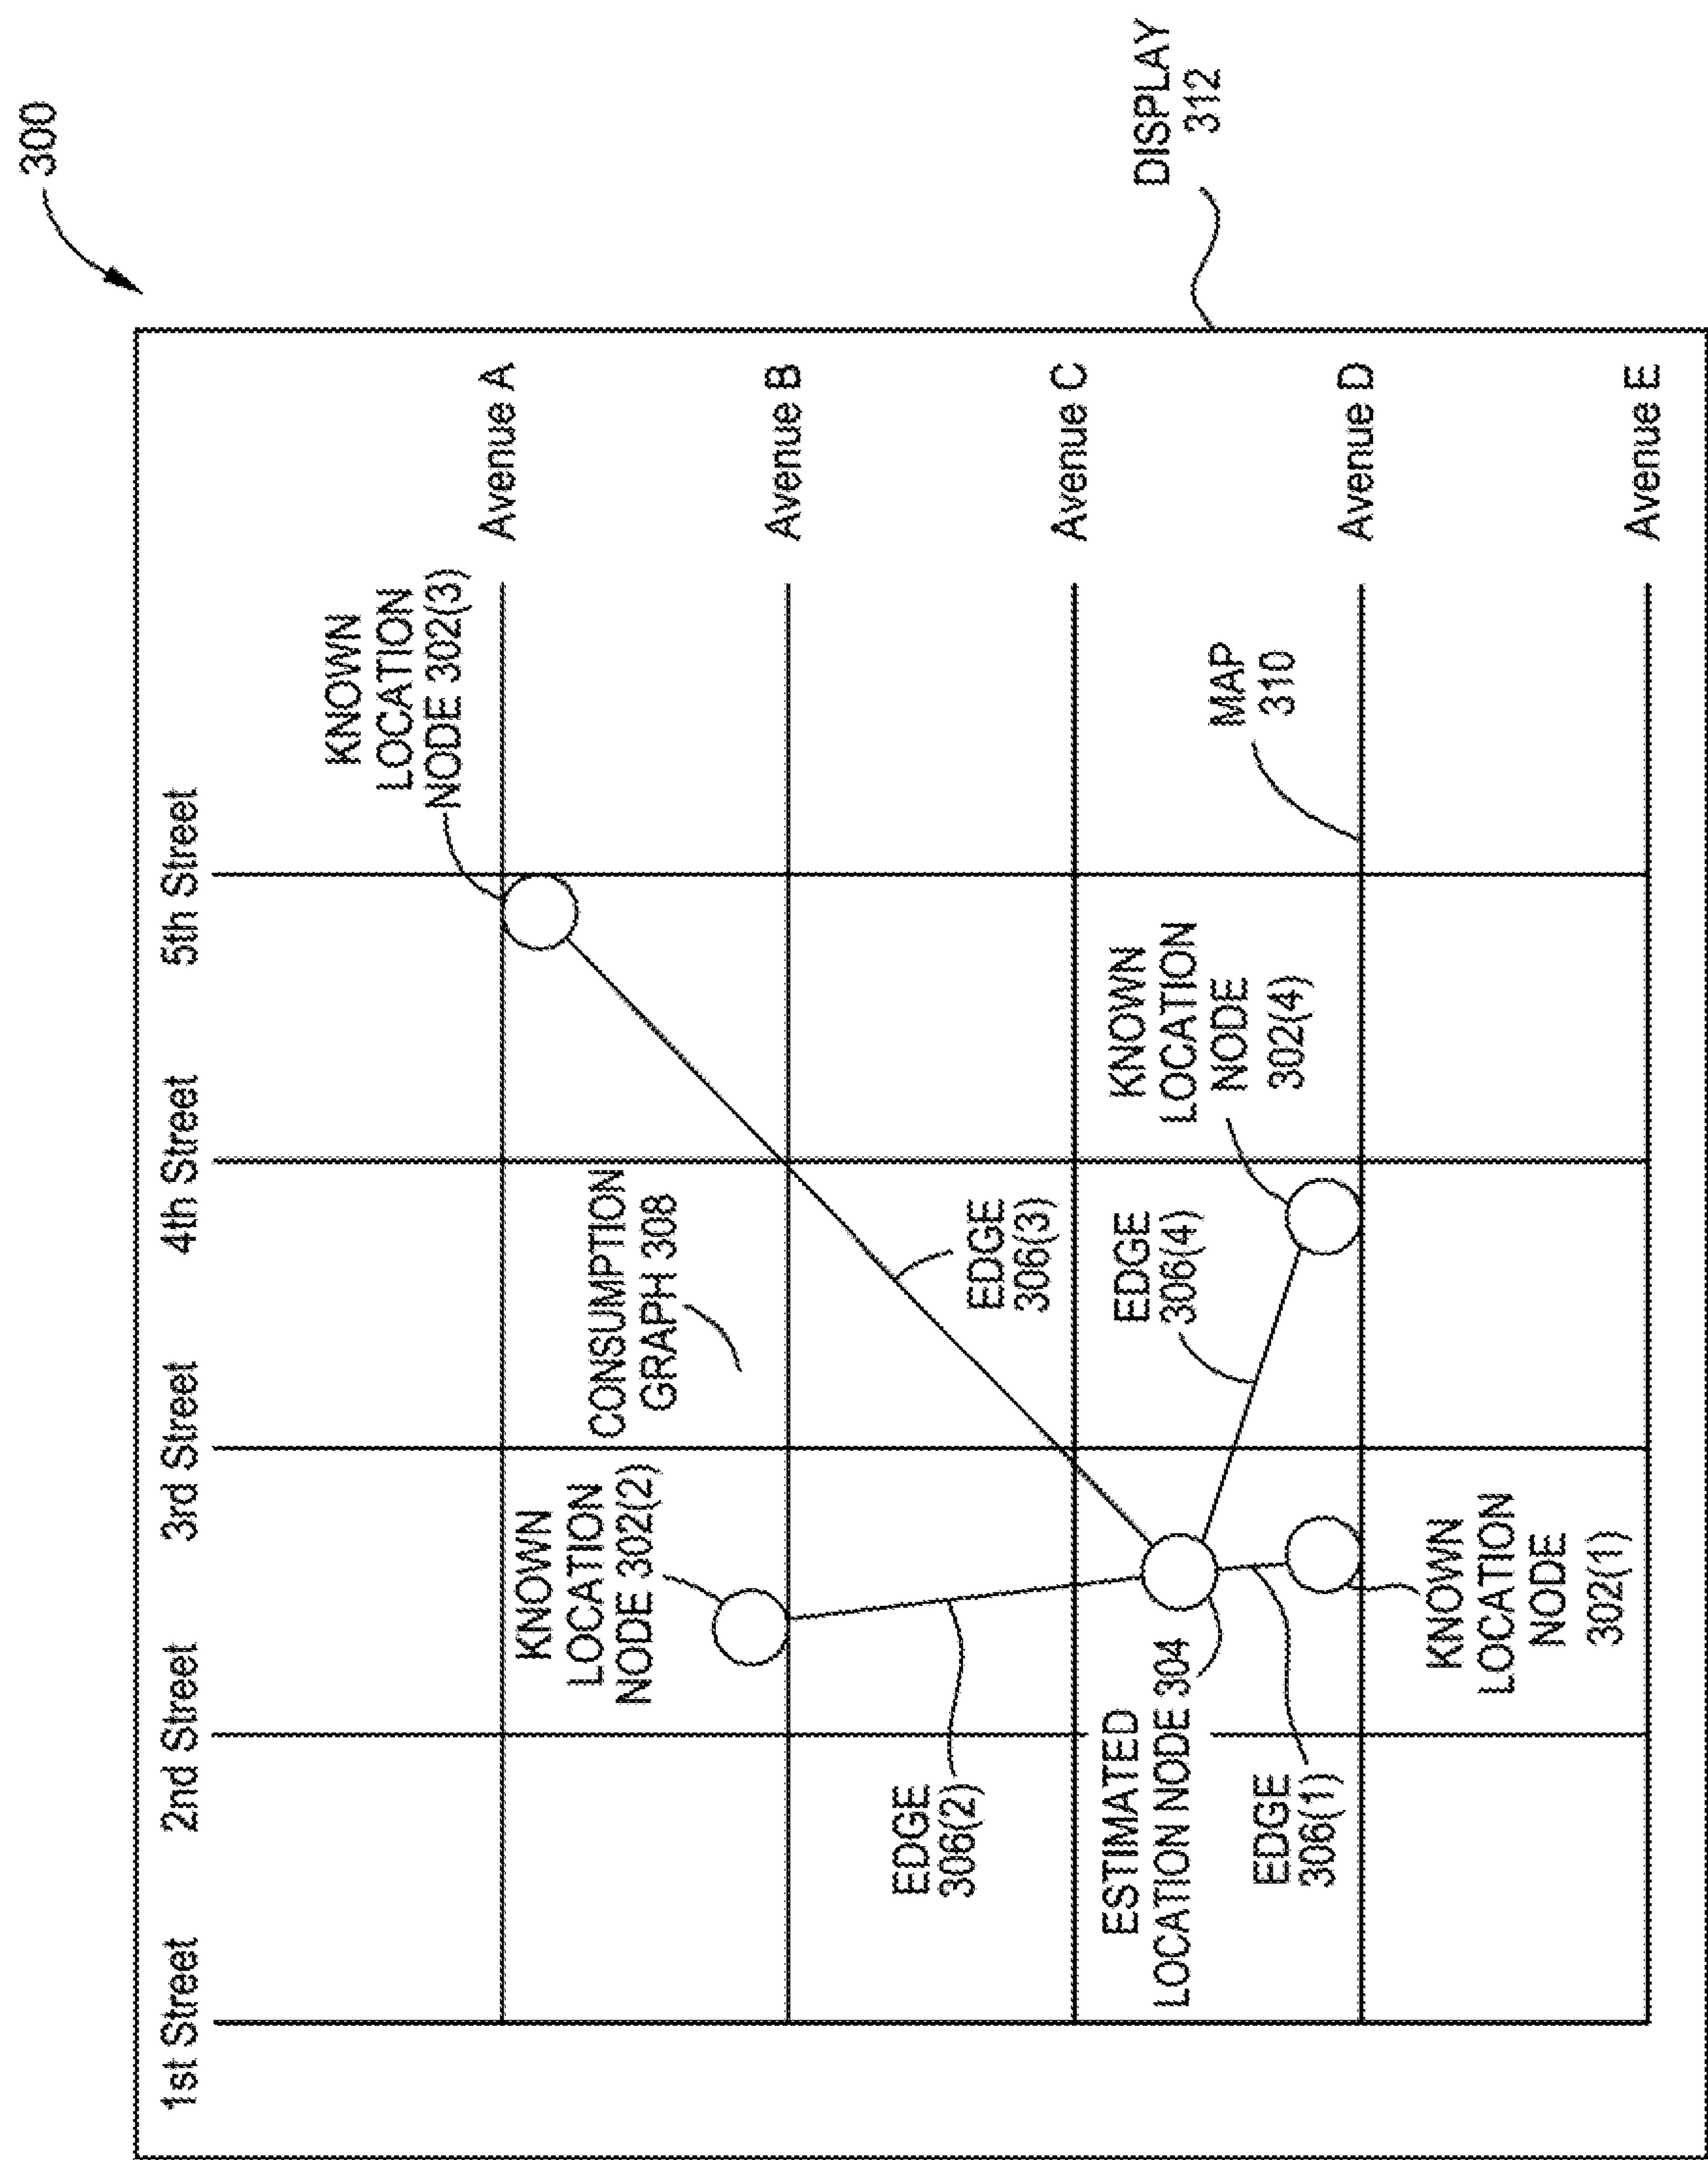 300
1st Street
2nd Street
3rd Street
4th Street
5th Street
KNOWN
LOCATION
NODE 302(3)
Avenue A
KNOWN
LOCATION
NODE 302(2)
CONSUMPTION
GRAPH 308
Avenue B
EDGE
306(2)
EDGE
306(3)
Avenue C
ESTIMATED
LOCATION NODE 304
EDGE
306(4)
KNOWN
LOCATION
NODE
302(4)
MAP
310
DISPLAY
312
EDGE
306(1)
Avenue D
KNOWN
LOCATION
NODE
302(1)
Avenue E